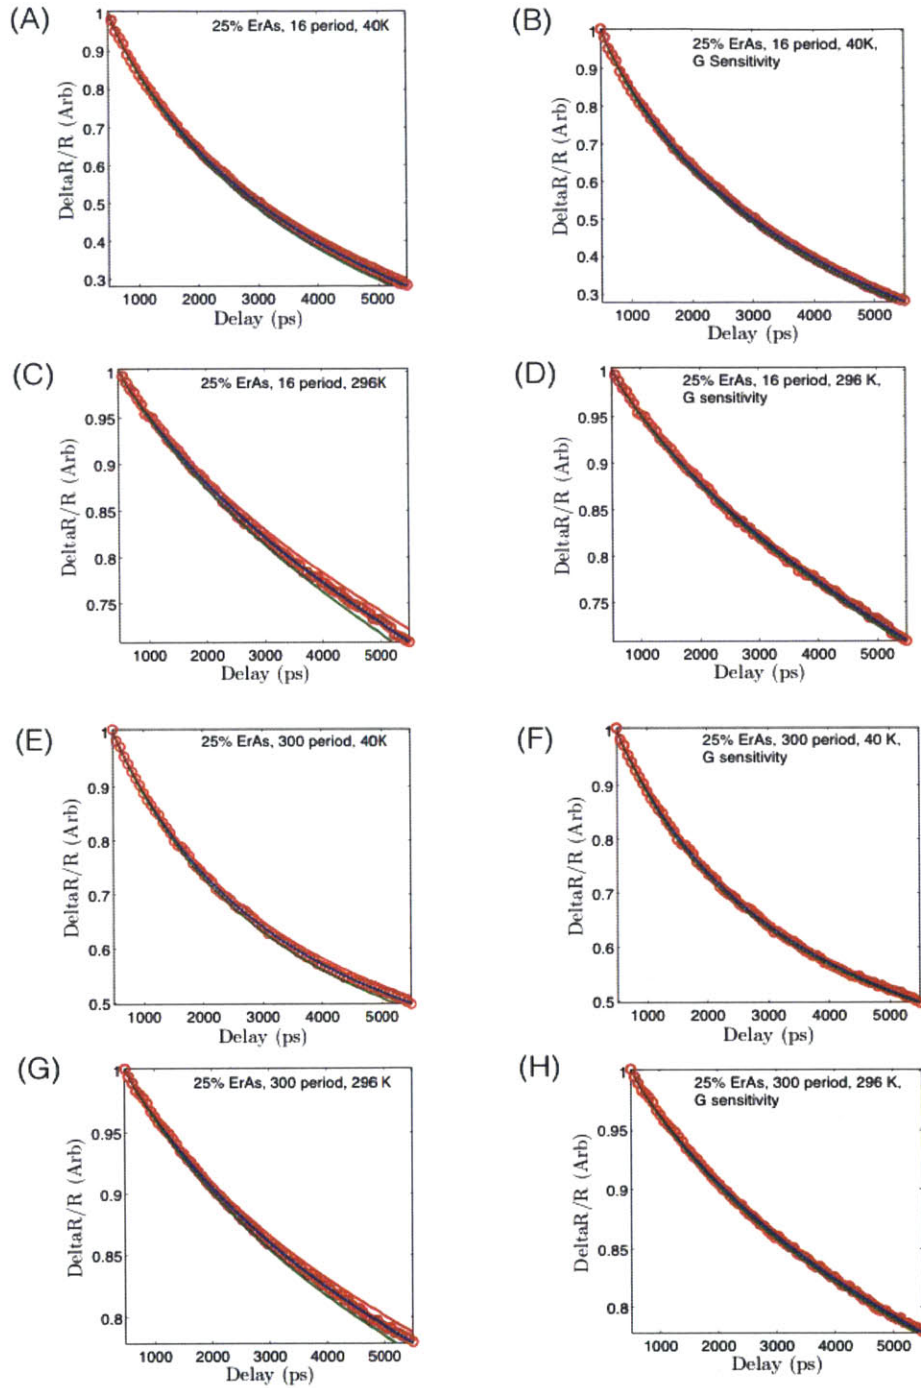 (A)
25% ErAs, 16 period, 40K
DeltaR/R (Arb)
1
0.9
0.8
0.7
0.6
0.5
0.4
0.3
1000 2000 3000 4000 5000
Delay (ps)
(B)
25% ErAs, 16 period, 40K,
G Sensitivity
DeltaR/R (Arb)
1
0.9
0.8
0.7
0.6
0.5
0.4
0.3
1000 2000 3000 4000 5000
Delay (ps)
(C)
25% ErAs, 16 period, 296K
DeltaR/R (Arb)
1
0.95
0.9
0.85
0.8
0.75
1000 2000 3000 4000 5000
Delay (ps)
(D)
25% ErAs, 16 period, 296 K,
G sensitivity
DeltaR/R (Arb)
1
0.95
0.9
0.85
0.8
0.75
1000 2000 3000 4000 5000
Delay (ps)
(E)
25% ErAs, 300 period, 40K
DeltaR/R (Arb)
1
0.9
0.8
0.7
0.6
0.5
1000 2000 3000 4000 5000
Delay (ps)
(F)
25% ErAs, 300 period, 40 K,
G sensitivity
DeltaR/R (Arb)
1
0.9
0.8
0.7
0.6
0.5
1000 2000 3000 4000 5000
Delay (ps)
(G)
25% ErAs, 300 period, 296 K
DeltaR/R (Arb)
1
0.95
0.9
0.85
0.8
1000 2000 3000 4000 5000
Delay (ps)
(H)
25% ErAs, 300 period, 296 K,
G sensitivity
DeltaR/R (Arb)
1
0.95
0.9
0.85
0.8
1000 2000 3000 4000 5000
Delay (ps)